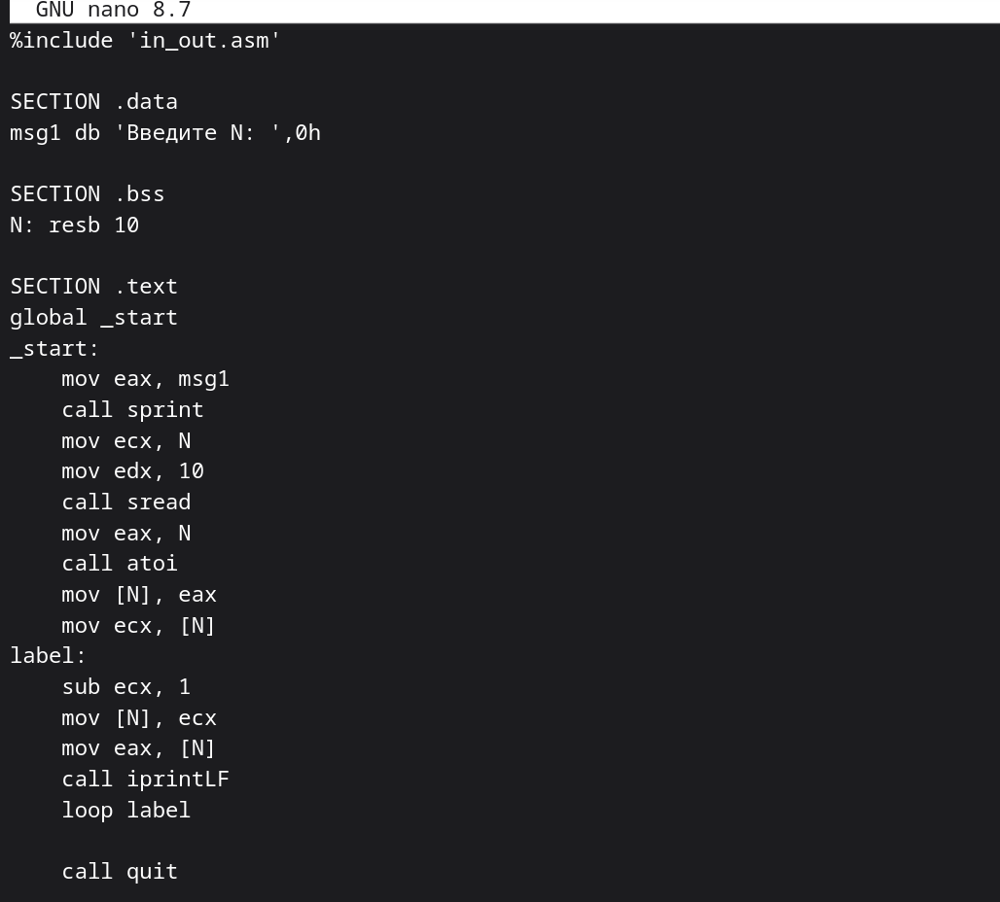 GNU nano 8.7
%include 'in_out.asm'
SECTION .data
msg1 db 'Введите N: ',0h
SECTION .bss
N: resb 10
SECTION .text
global _start
_start:
mov eax, msg1
call sprint
mov ecx, N
mov edx, 10
call sread
mov eax, N
call atoi
mov [N], eax
mov ecx, [N]
label:
sub ecx, 1
mov [N], ecx
mov eax, [N]
call iprintLF
loop label
call quit